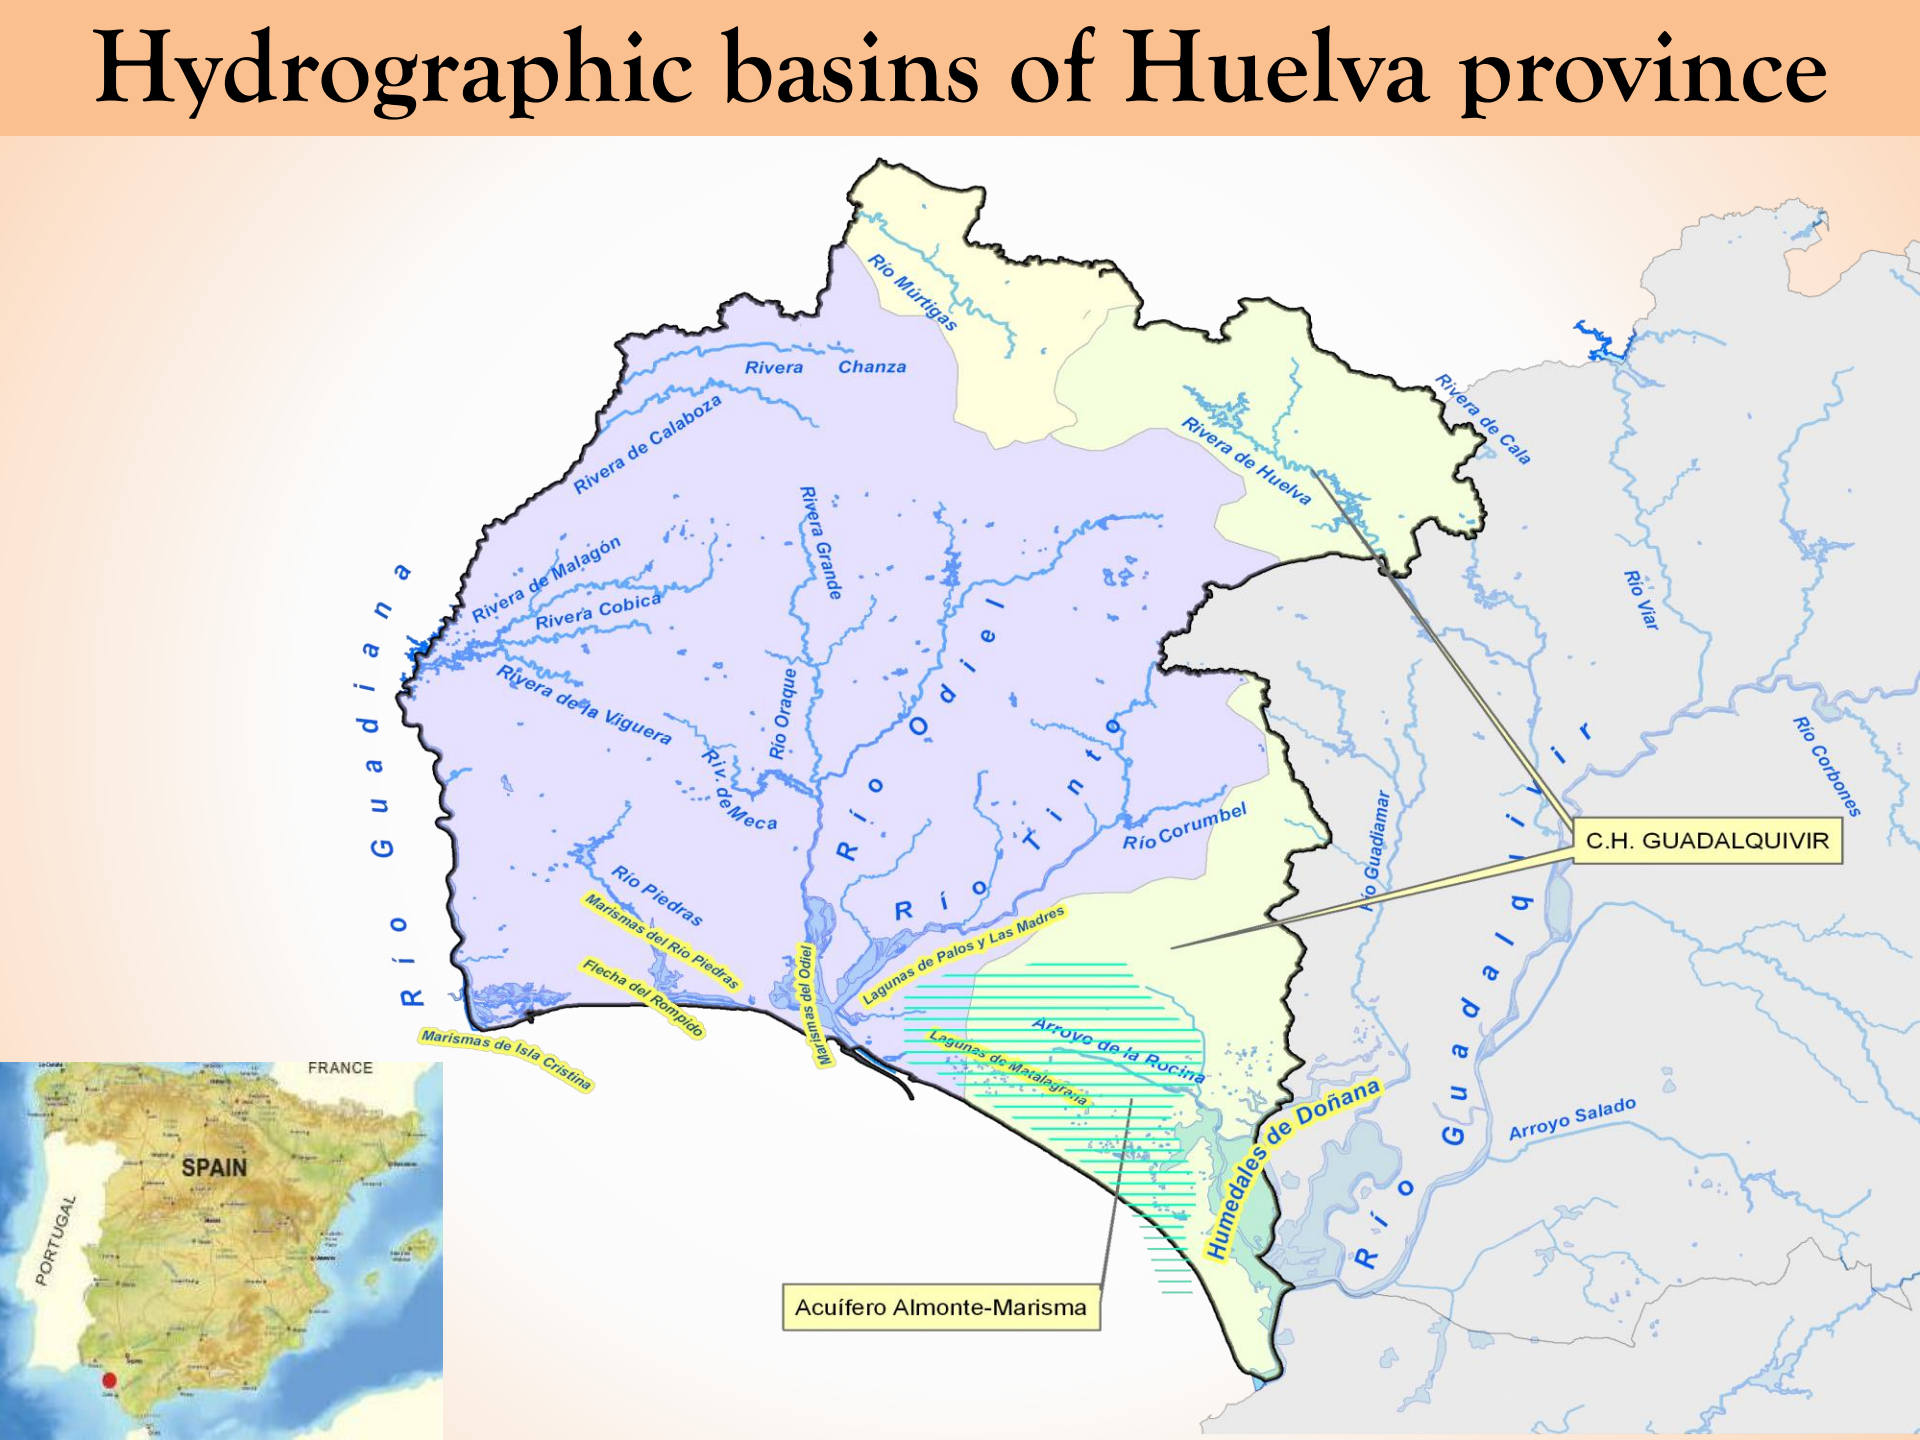 Hydrographic basins of Huelva province
Río Múrtigas
Rivera Chanza
Rivera de Calaboza
Rivera de Huelva
Rivera de Cala
Rivera Grande
Rivera de Malagón
Rivera Cobica
Rivera de la Viguera
Río Viar
Río Guadiana
Río Oraque
Riv. de Meca
Río Odiel
Río Tinto
Río Corumbel
Río Corbones
Río Guadiamar
Río Guadalquivir
C.H. GUADALQUIVIR
Río Piedras
Marismas del Río Piedras
Flecha del Rompido
Marismas del Odiel
Lagunas de Palos y Las Madres
Marismas de Isla Cristina
Arroyo de la Rocina
Humedales de Doñana
Arroyo Salado
Acuífero Almonte-Marisma
FRANCE
SPAIN
PORTUGAL